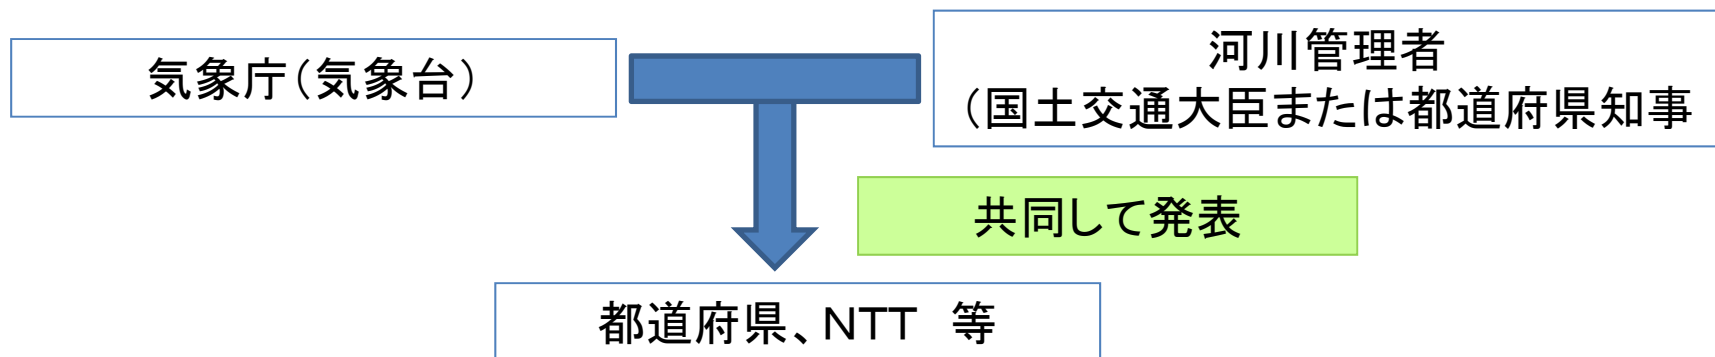 気象庁(気象台)
河川管理者
(国土交通大臣または都道府県知事
共同して発表
都道府県、NTT 等